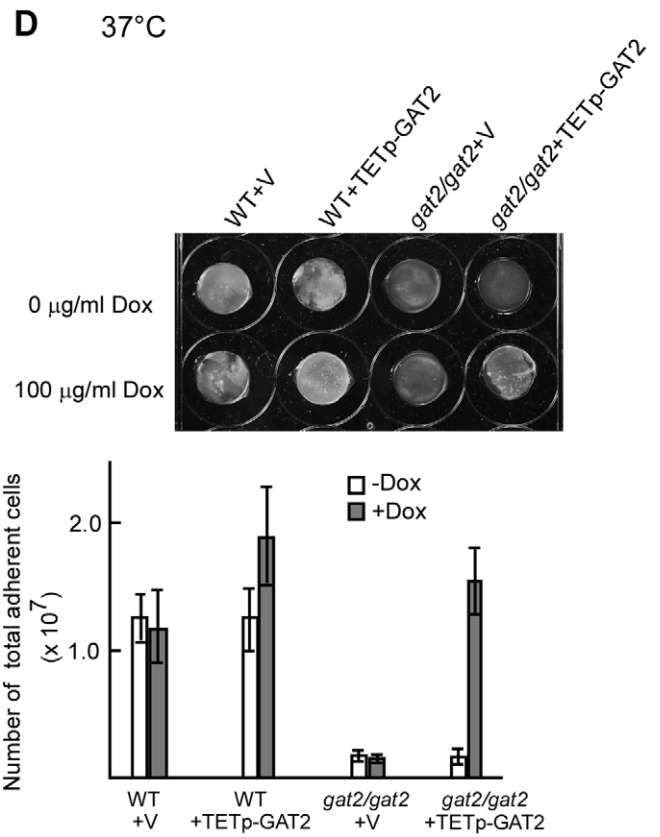 D 37°C
WT+V
WT+TETp-GAT2
gat2/gat2+V
gat2/gat2+TETp-GAT2
0 μg/ml Dox
100 μg/ml Dox
Number of total adherent cells
(x 10⁷)
2.0
1.0
-Dox
+Dox
WT
+V
WT
+TETp-GAT2
gat2/gat2
+V
gat2/gat2
+TETp-GAT2